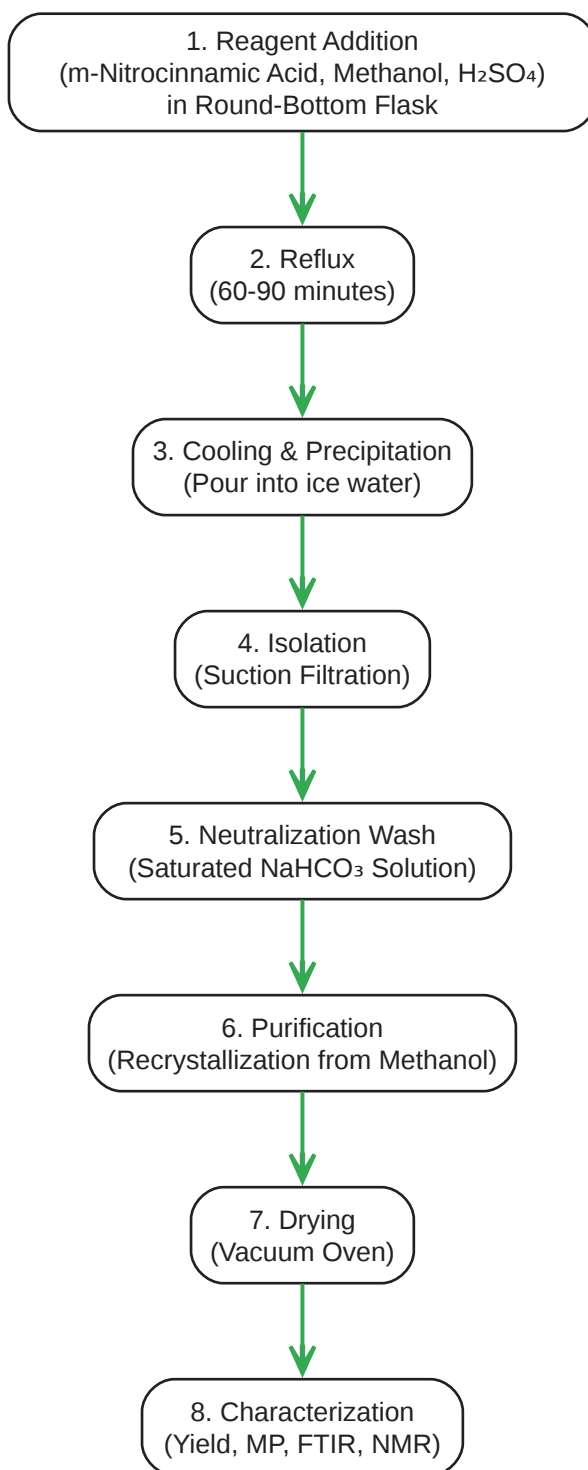 1. Reagent Addition
(m-Nitrocinnamic Acid, Methanol, H₂SO₄)
in Round-Bottom Flask
2. Reflux
(60-90 minutes)
3. Cooling & Precipitation
(Pour into ice water)
4. Isolation
(Suction Filtration)
5. Neutralization Wash
(Saturated NaHCO₃ Solution)
6. Purification
(Recrystallization from Methanol)
7. Drying
(Vacuum Oven)
8. Characterization
(Yield, MP, FTIR, NMR)